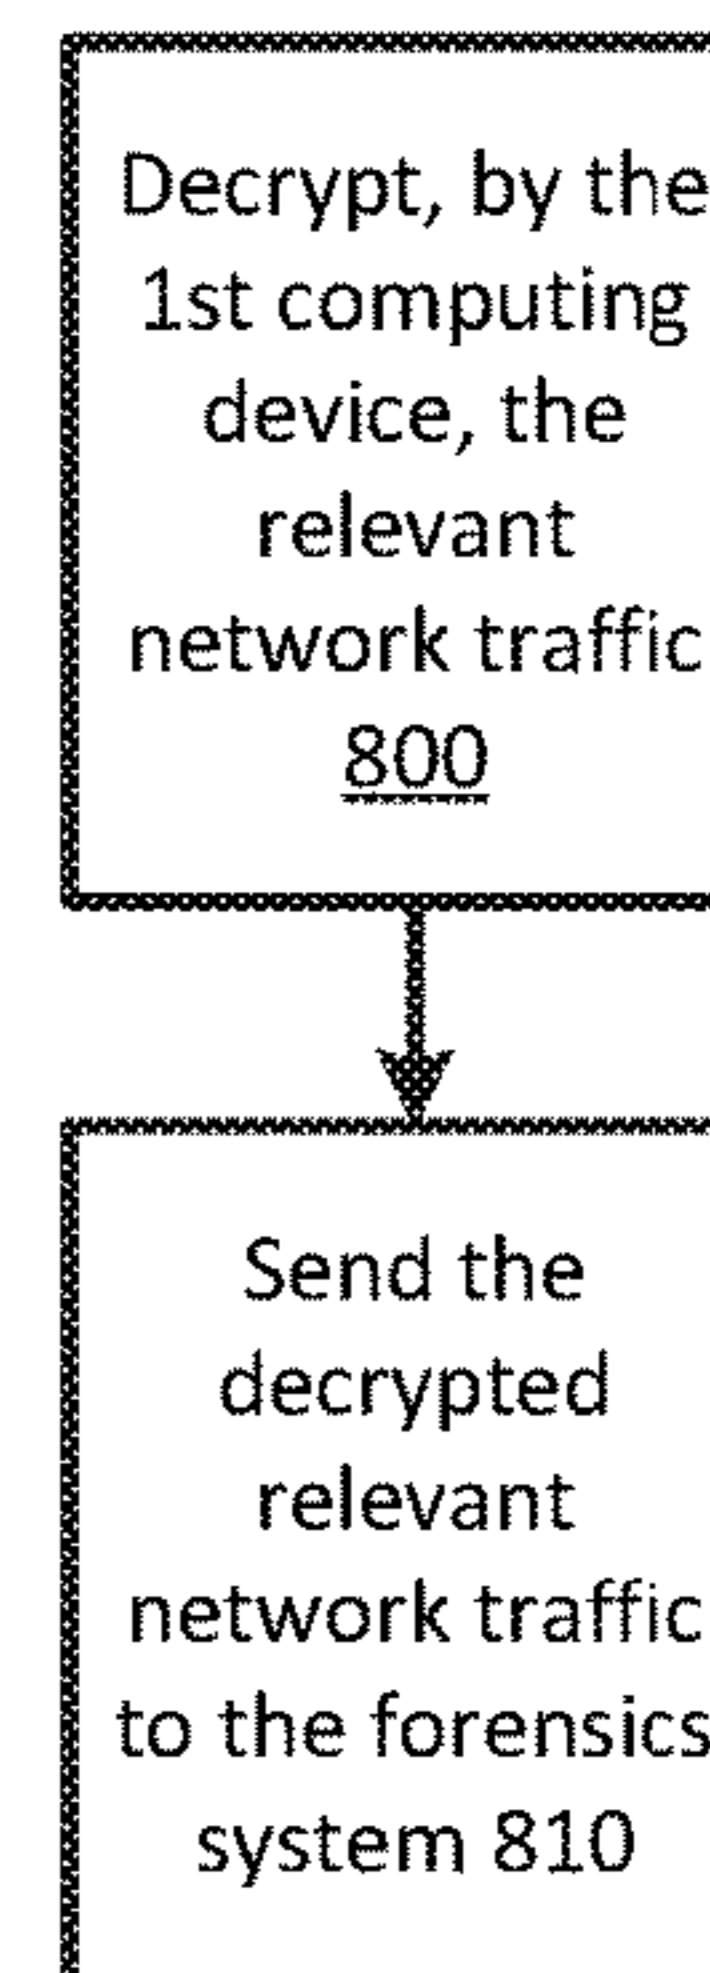 Decrypt, by the
1st computing
device, the
relevant
network traffic
800
Send the
decrypted
relevant
network traffic
to the forensics
system 810